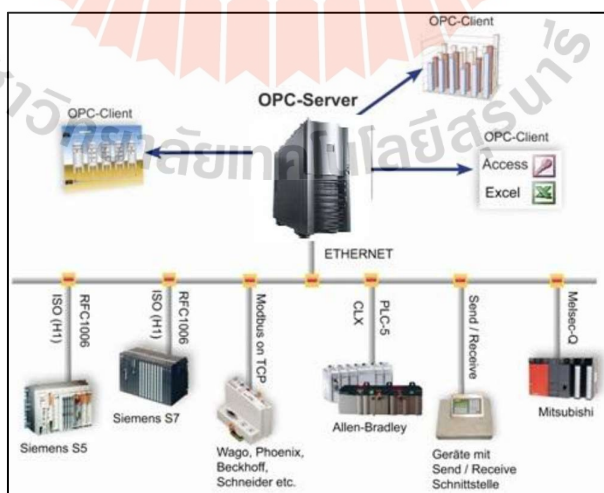 OPC-Client
OPC-Server
OPC-Client
OPC-Client
Access
Excel
ETHERNET
RFC1006
ISO (H1)
RFC1006
ISO (H1)
Modbus on TCP
PLC-5
CLX
Send / Receive
Melsec-Q
Siemens S5
Siemens S7
Wago, Phoenix,
Beckhoff,
Schneider etc.
Allen-Bradley
Geräte mit
Send / Receive
Schnittstelle
Mitsubishi